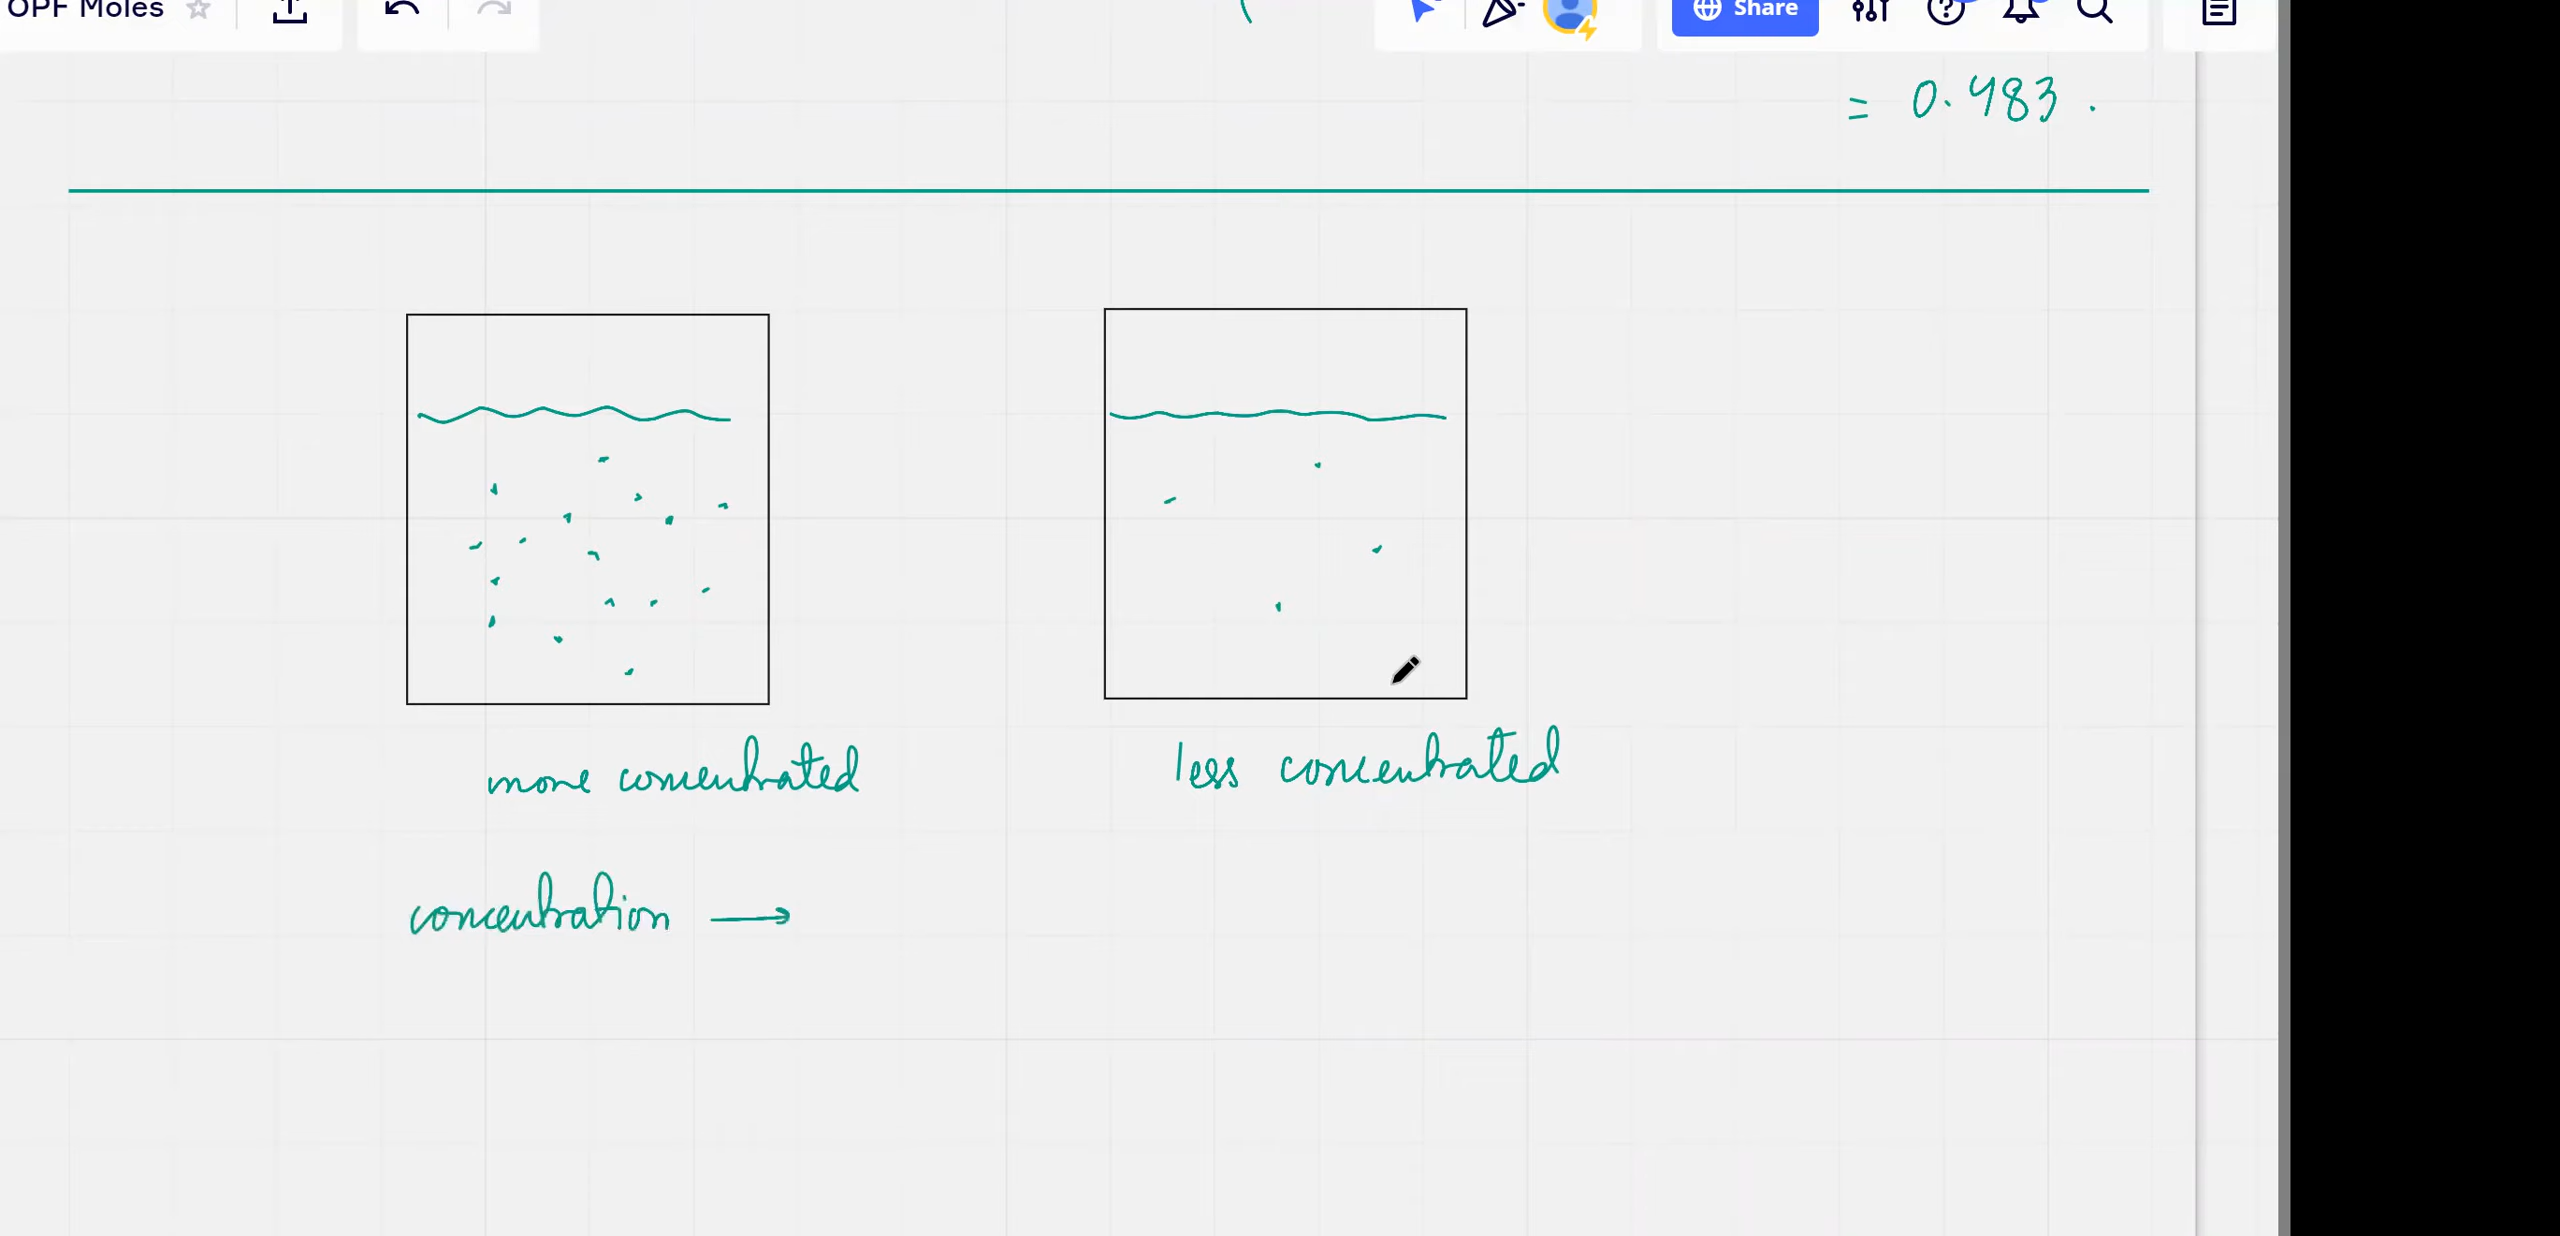 OPF Moles
Share
= 0.483 .
more concentrated
less concentrated
concentration →